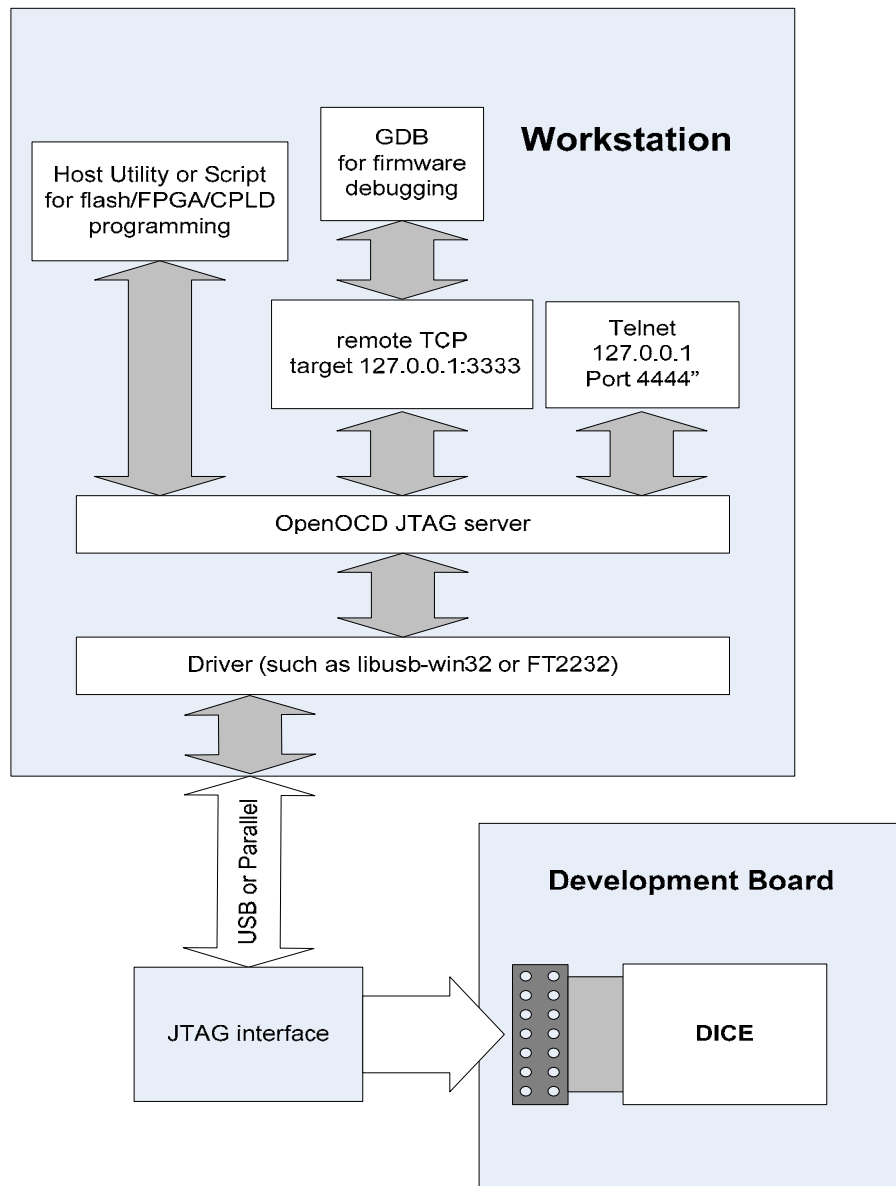 Workstation
Host Utility or Script
for flash/FPGA/CPLD
programming
GDB
for firmware
debugging
remote TCP
target 127.0.0.1:3333
Telnet
127.0.0.1
Port 4444”
OpenOCD JTAG server
Driver (such as libusb-win32 or FT2232)
USB or Parallel
JTAG interface
Development Board
DICE